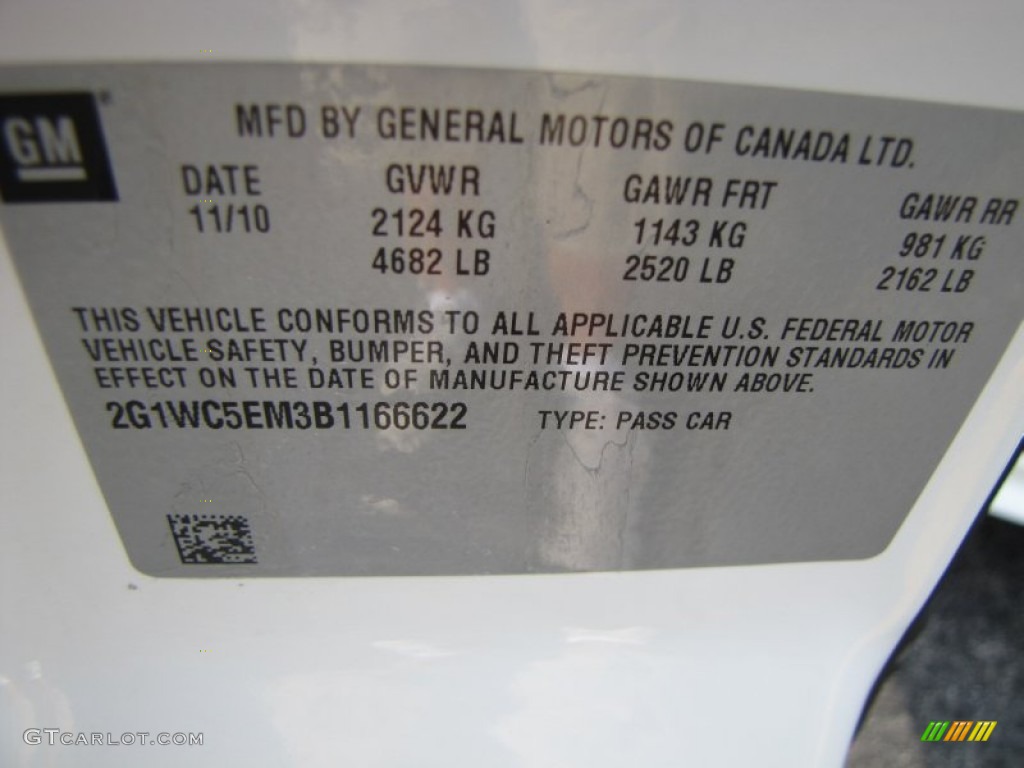 GM
MFD BY GENERAL MOTORS OF CANADA LTD.
DATE GVWR GAWR FRT GAWR RR
11/10 2124 KG 1143 KG 981 KG
4682 LB 2520 LB 2162 LB
THIS VEHICLE CONFORMS TO ALL APPLICABLE U.S. FEDERAL MOTOR
VEHICLE SAFETY, BUMPER, AND THEFT PREVENTION STANDARDS IN
EFFECT ON THE DATE OF MANUFACTURE SHOWN ABOVE.
2G1WC5EM3B1166622 TYPE: PASS CAR
GTCARLOT.COM